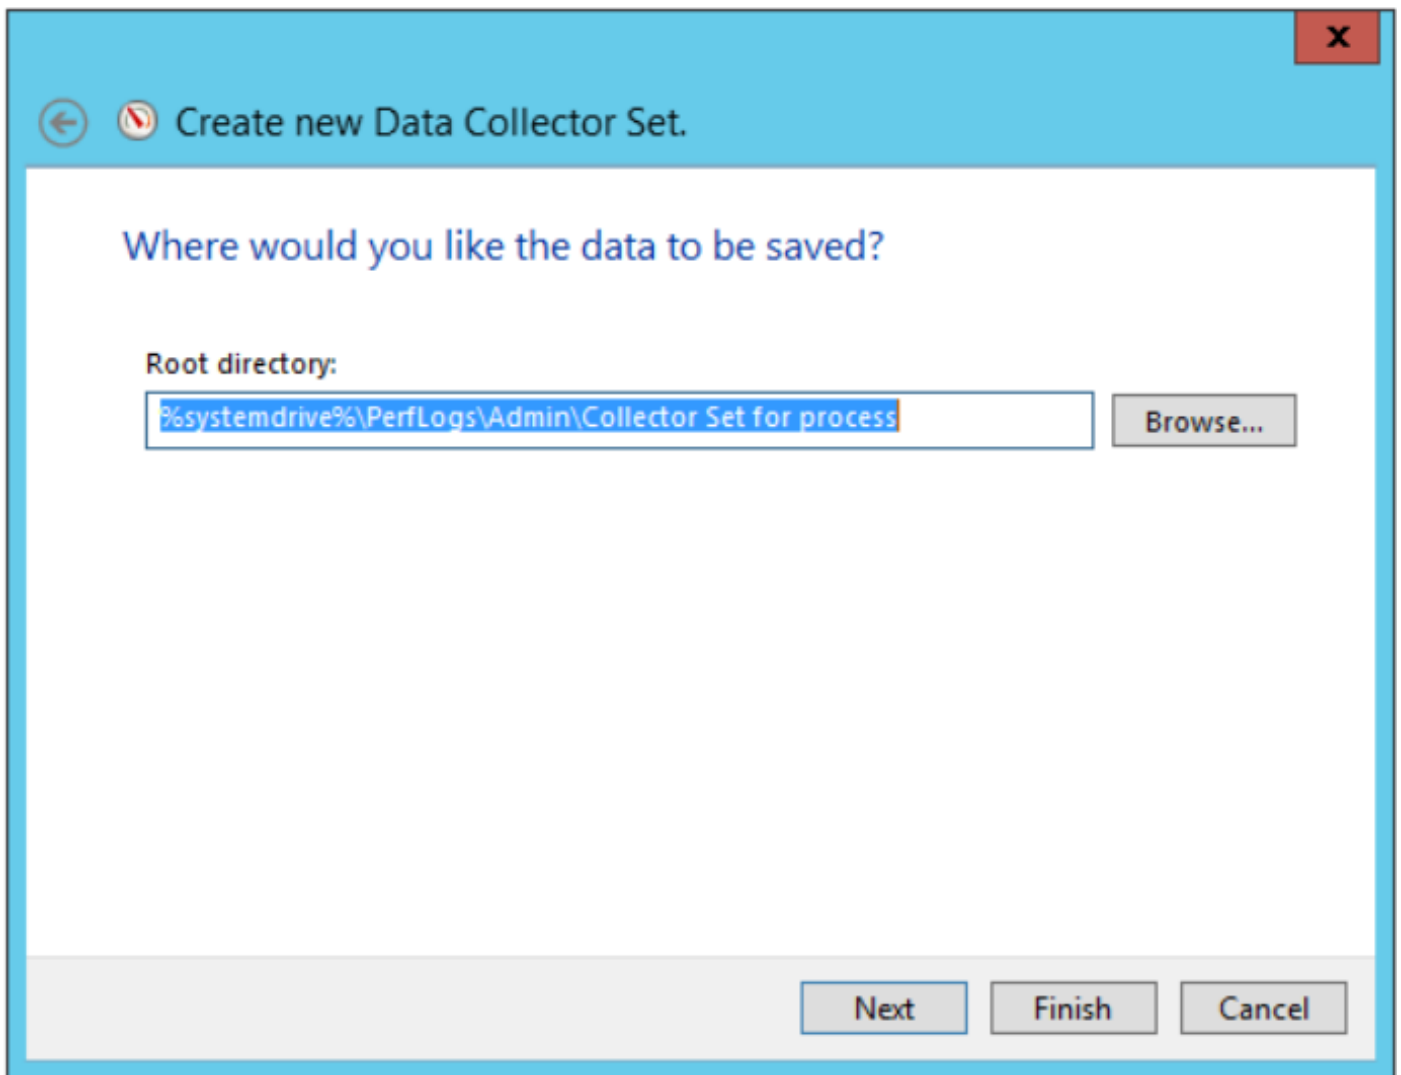 x
Create new Data Collector Set.
Where would you like the data to be saved?
Root directory:
%systemdrive%\PerfLogs\Admin\Collector Set for process
Browse...
Next
Finish
Cancel